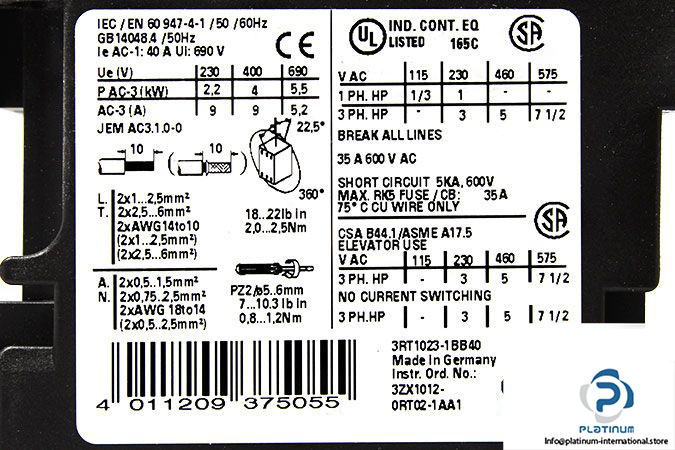 IEC / EN 60 947-4-1 / 50 /60Hz
GB14048.4 /50Hz
Ie AC-1: 40 A Ui: 690 V
CE
Ue (V) 230 400 690
P AC-3 (kW) 2,2 4 5,5
AC-3 (A) 9 9 5,2
JEM AC3.1.0-0
10
10
22,5°
360°
L. 2x1...2,5mm²
T. 2x2,5...6mm²
2xAWG14to10
(2x1...2,5mm²)
(2x2,5...6mm²)
18...22lb in
2,0...2,5Nm
A. 2x0,5...1,5mm²
N. 2x0,75...2,5mm²
2xAWG 18to14
(2x0,5...2,5mm²)
PZ2/ø5..6mm
7...10.3 lb in
0,8...1,2Nm
4 011209 375055
UL IND. CONT. EQ
LISTED 165C
SA
V AC 115 230 460 575
1 PH. HP 1/3 1 - -
3 PH. HP - 3 5 7 1/2
BREAK ALL LINES
35 A 600 V AC
SHORT CIRCUIT 5KA, 600V
MAX. RK5 FUSE / CB: 35 A
75° C CU WIRE ONLY
SA
CSA B44.1/ASME A17.5
ELEVATOR USE
V AC 115 230 460 575
3 PH. HP - 3 5 7 1/2
NO CURRENT SWITCHING
3 PH.HP - 3 5 7 1/2
3RT1023-1BB40
Made in Germany
Instr. Ord. No.:
3ZX1012-
0RT02-1AA1
PLATINUM
info@platinum-international.store